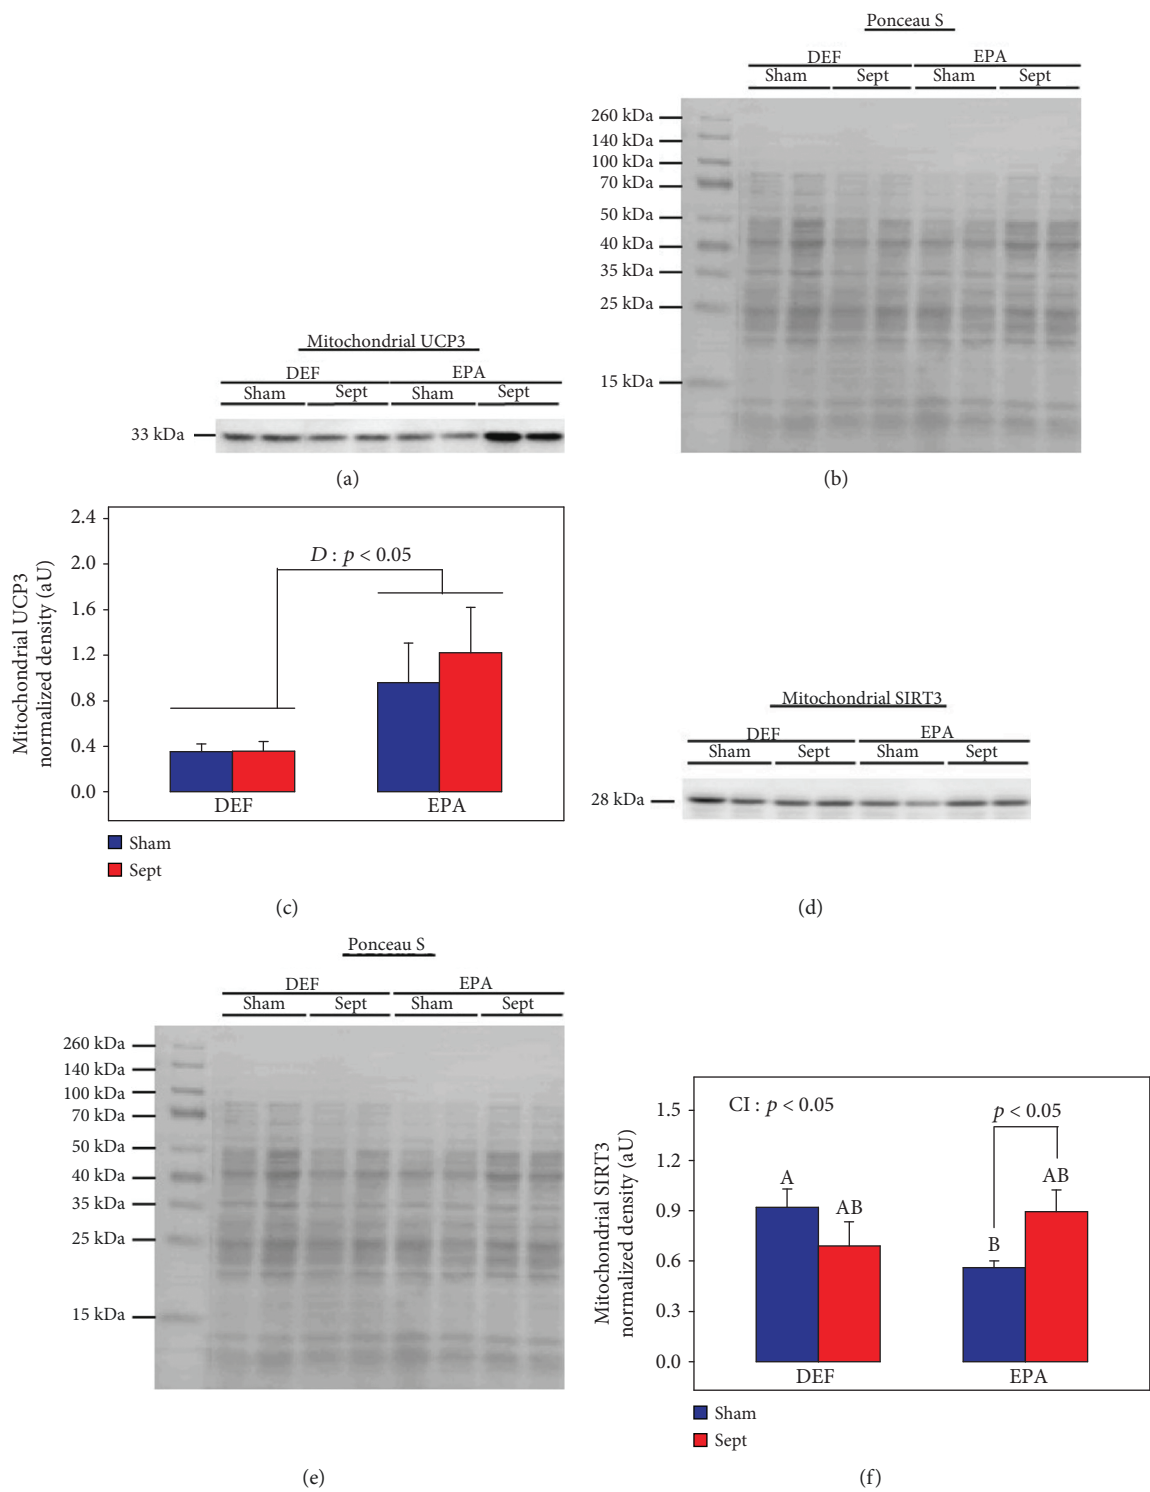 Ponceau S
DEF EPA
Sham Sept Sham Sept
260 kDa
140 kDa
100 kDa
70 kDa
50 kDa
40 kDa
35 kDa
25 kDa
15 kDa
(b)
Mitochondrial UCP3
DEF EPA
Sham Sept Sham Sept
33 kDa
(a)
Mitochondrial UCP3
normalized density (aU)
2.4
2.0
1.6
1.2
0.8
0.4
0.0
D : p < 0.05
DEF EPA
Sham
Sept
(c)
Mitochondrial SIRT3
DEF EPA
Sham Sept Sham Sept
28 kDa
(d)
Ponceau S
DEF EPA
Sham Sept Sham Sept
260 kDa
140 kDa
100 kDa
70 kDa
50 kDa
40 kDa
35 kDa
25 kDa
15 kDa
(e)
Mitochondrial SIRT3
normalized density (aU)
1.5
1.2
0.9
0.6
0.3
0.0
CI : p < 0.05
p < 0.05
A
AB
B
AB
DEF EPA
Sham
Sept
(f)